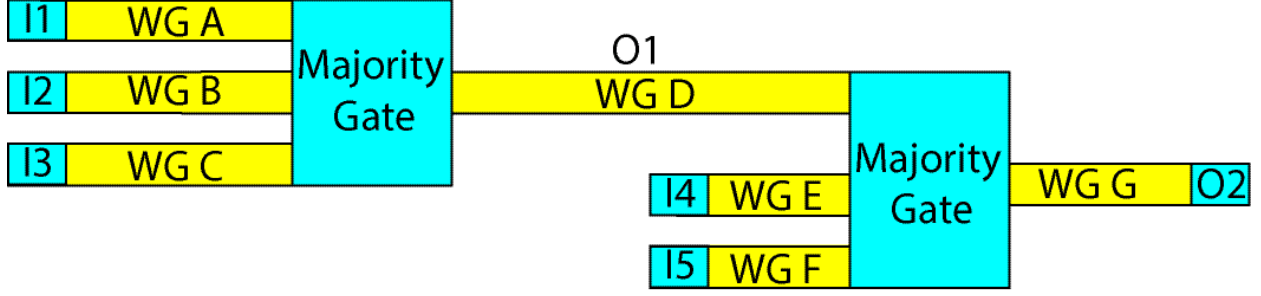 I1 WG A
I2 WG B
I3 WG C
Majority
Gate
O1
WG D
I4 WG E
I5 WG F
Majority
Gate
WG G O2